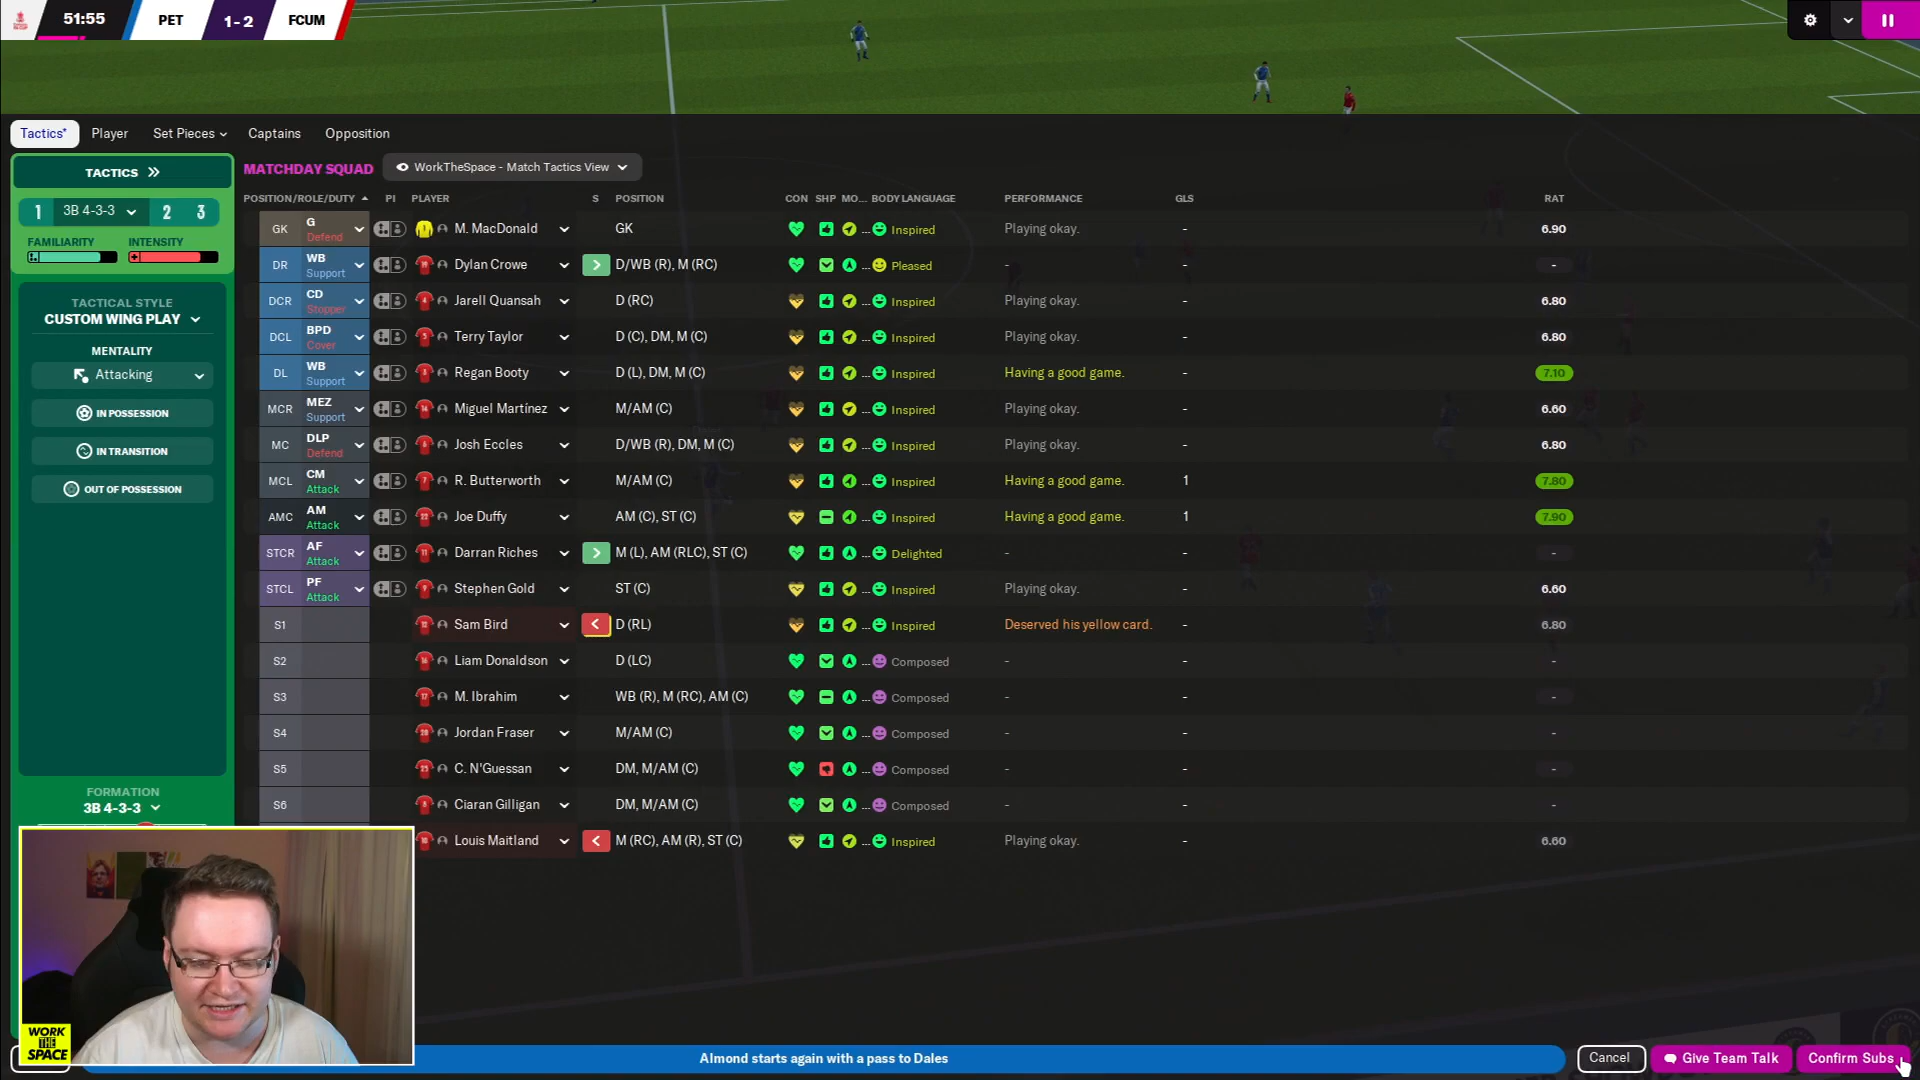 51:55 PET 1 - 2 FCUM
Tactics* Player Set Pieces Captains Opposition
TACTICS
1 3B 4-3-3 2 3
FAMILIARITY INTENSITY
TACTICAL STYLE
CUSTOM WING PLAY
MENTALITY
Attacking
IN POSSESSION
IN TRANSITION
OUT OF POSSESSION
FORMATION
3B 4-3-3
MATCHDAY SQUAD WorkTheSpace - Match Tactics View
POSITION/ROLE/DUTY PI PLAYER S POSITION CON SHP MO... BODY LANGUAGE PERFORMANCE GLS RAT
GK G Defend M. MacDonald GK ... Inspired Playing okay. - 6.90
DR WB Support Dylan Crowe D/WB (R), M (RC) ... Pleased - - -
DCR CD Stopper Jarell Quansah D (RC) ... Inspired Playing okay. - 6.80
DCL BPD Cover Terry Taylor D (C), DM, M (C) ... Inspired Playing okay. - 6.80
DL WB Support Regan Booty D (L), DM, M (C) ... Inspired Having a good game. - 7.10
MCR MEZ Support Miguel Martínez M/AM (C) ... Inspired Playing okay. - 6.60
MC DLP Defend Josh Eccles D/WB (R), DM, M (C) ... Inspired Playing okay. - 6.80
MCL CM Attack R. Butterworth M/AM (C) ... Inspired Having a good game. 1 7.80
AMC AM Attack Joe Duffy AM (C), ST (C) ... Inspired Having a good game. 1 7.90
STCR AF Attack Darran Riches M (L), AM (RLC), ST (C) ... Delighted - - -
STCL PF Attack Stephen Gold ST (C) ... Inspired Playing okay. - 6.60
S1 Sam Bird D (RL) ... Inspired Deserved his yellow card. - 6.80
S2 Liam Donaldson D (LC) ... Composed - - -
S3 M. Ibrahim WB (R), M (RC), AM (C) ... Composed - - -
S4 Jordan Fraser M/AM (C) ... Composed - - -
S5 C. N'Guessan DM, M/AM (C) ... Composed - - -
S6 Ciaran Gilligan DM, M/AM (C) ... Composed - - -
Louis Maitland M (RC), AM (R), ST (C) ... Inspired Playing okay. - 6.60
WORK
THE
SPACE
Almond starts again with a pass to Dales
Cancel Give Team Talk Confirm Subs